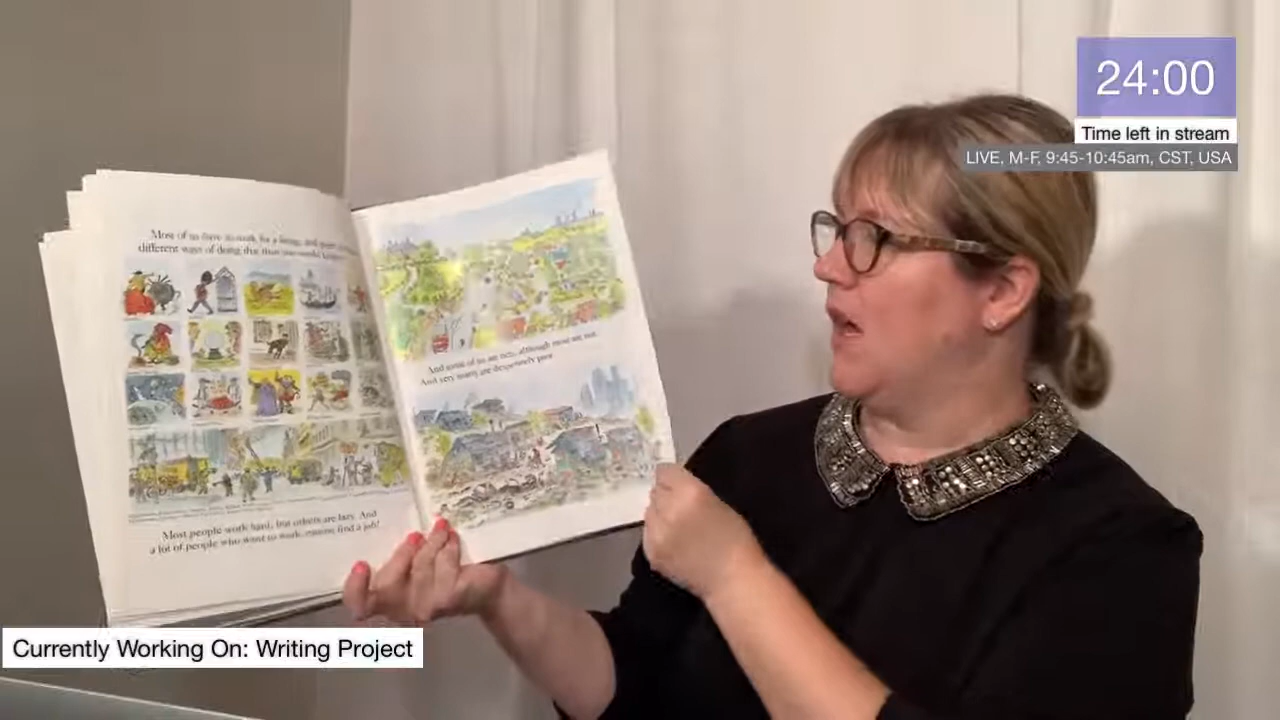 24:00
Time left in stream
LIVE, M-F, 9:45-10:45am, CST, USA
Most of us have to work for a living, and
different ways of doing that
And some of us are rich, although most are not.
And very many are desperately poor.
Most people work hard, but others are lazy. And
a lot of people who want to work, cannot find a job!
Currently Working On: Writing Project